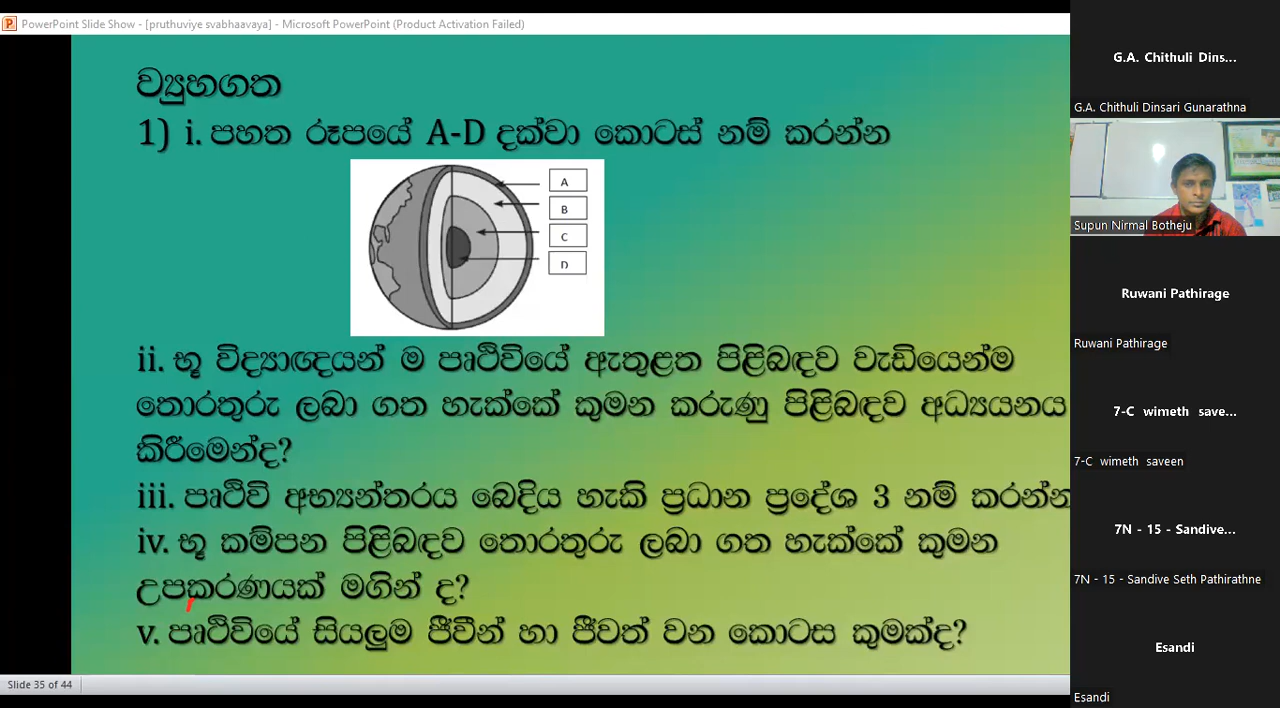 PowerPoint Slide Show - [pruthuviye svabhaavaya] - Microsoft PowerPoint (Product Activation Failed)
ව්‍යුහගත
1) i. පහත රූපයේ A-D දක්වා කොටස් නම් කරන්න
A
B
C
D
ii. භූ විද්‍යාඥයන් ම පෘථිවියේ ඇතුළත පිළිබඳව වැඩියෙන්ම
තොරතුරු ලබා ගත හැක්කේ කුමන කරුණු පිළිබඳව අධ්‍යයනය
කිරීමෙන්ද?
iii. පෘථිවි අභ්‍යන්තරය බෙදිය හැකි ප්‍රධාන ප්‍රදේශ 3 නම් කරන්න
iv. භූ කම්පන පිළිබඳව තොරතුරු ලබා ගත හැක්කේ කුමන
උපකරණයක් මගින් ද?
v. පෘථිවියේ සියලුම ජීවීන් හා ජීවත් වන කොටස කුමක්ද?
Slide 35 of 44
G.A. Chithuli Dins...
G.A. Chithuli Dinsari Gunarathna
Supun Nirmal Botheju
Ruwani Pathirage
Ruwani Pathirage
7-C wimeth save...
7-C wimeth saveen
7N - 15 - Sandive...
7N - 15 - Sandive Seth Pathirathne
Esandi
Esandi